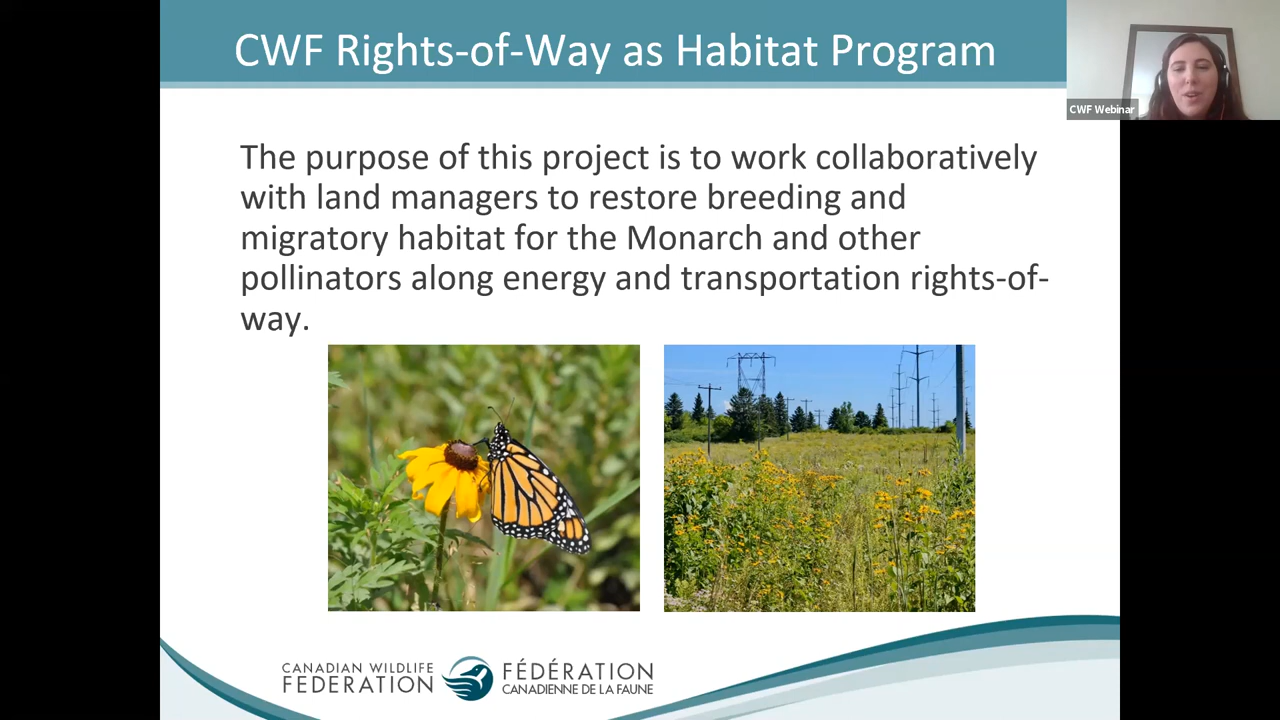 CWF Rights-of-Way as Habitat Program
CWF Webinar
The purpose of this project is to work collaboratively
with land managers to restore breeding and
migratory habitat for the Monarch and other
pollinators along energy and transportation rights-of-
way.
CANADIAN WILDLIFE
FEDERATION
FÉDÉRATION
CANADIENNE DE LA FAUNE